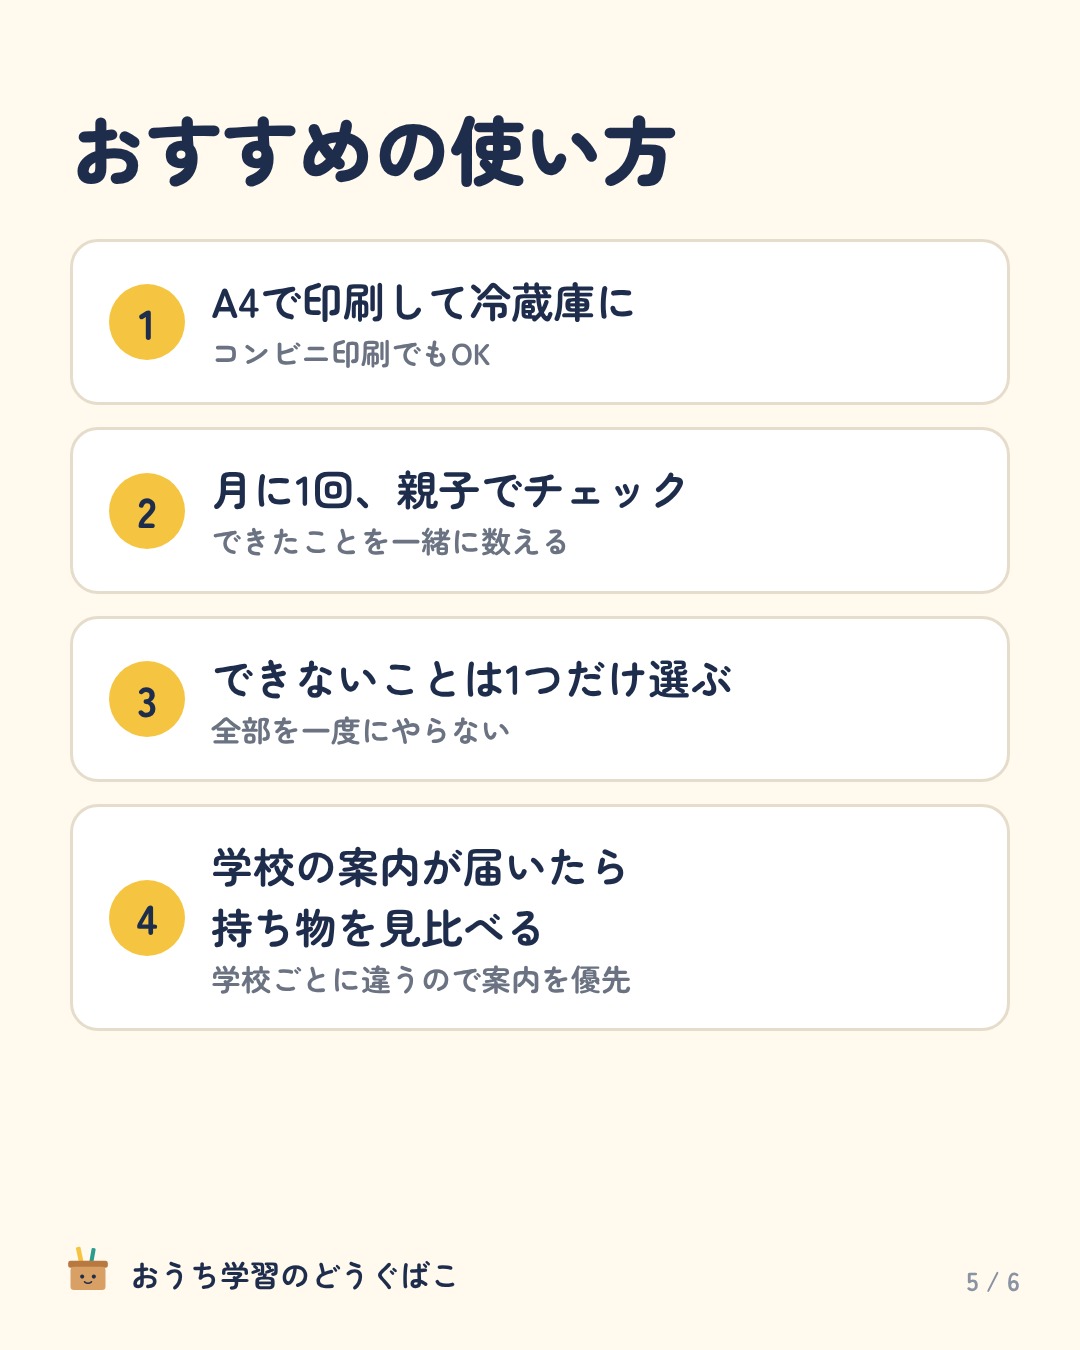 おすすめの使い方
1
A4で印刷して冷蔵庫に
コンビニ印刷でもOK
2
月に1回、親子でチェック
できたことを一緒に数える
3
できないことは1つだけ選ぶ
全部を一度にやらない
4
学校の案内が届いたら
持ち物を見比べる
学校ごとに違うので案内を優先
おうち学習のどうぐばこ
5 / 6